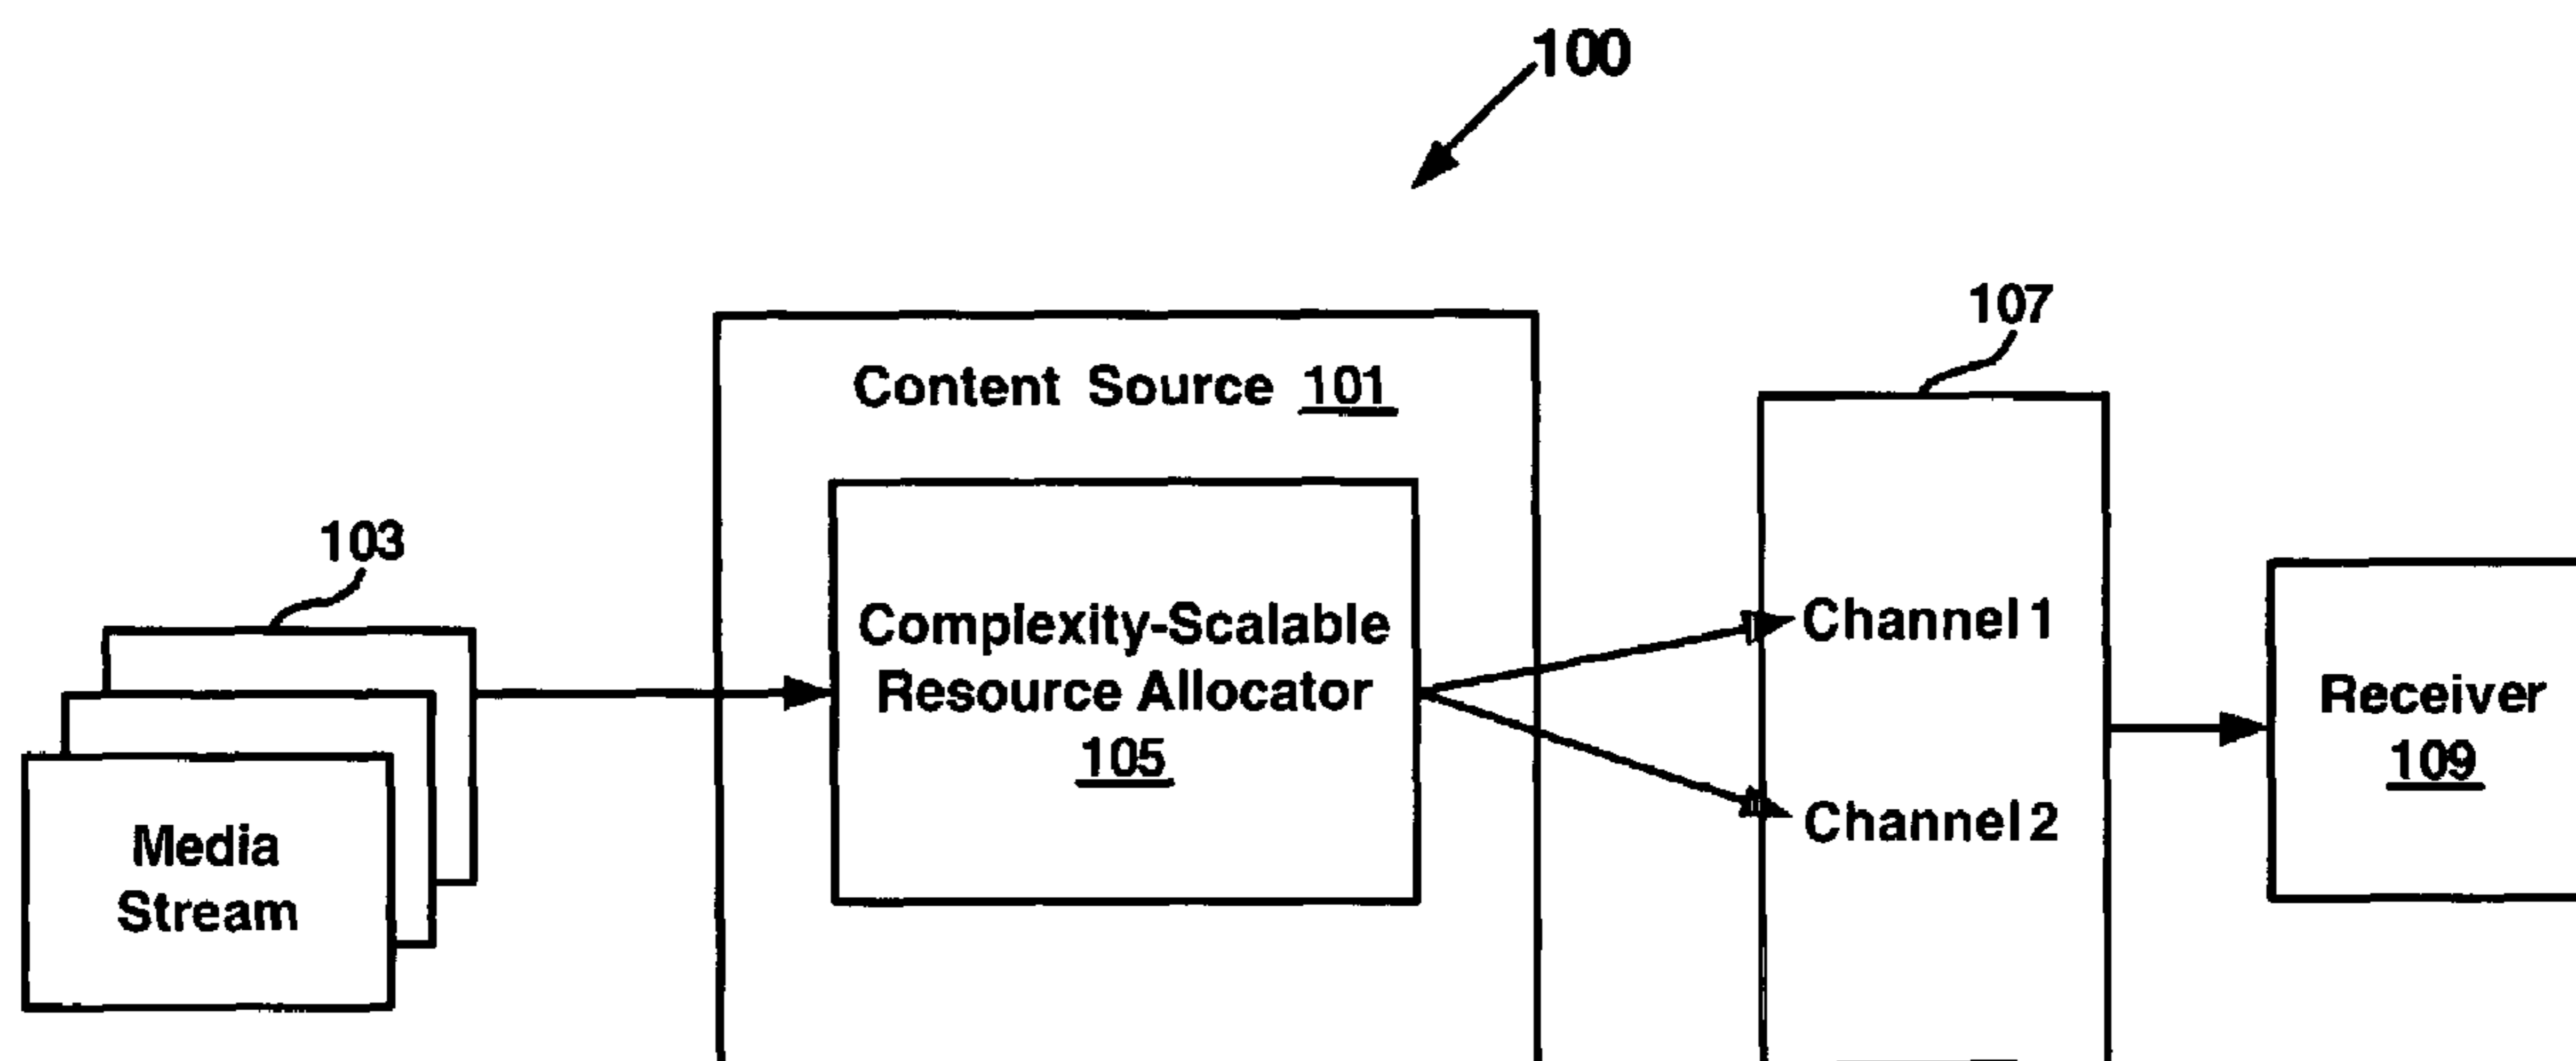 100
107
Content Source 101
103
Complexity-Scalable
Resource Allocator
105
Channel 1
Channel 2
Receiver
109
Media
Stream